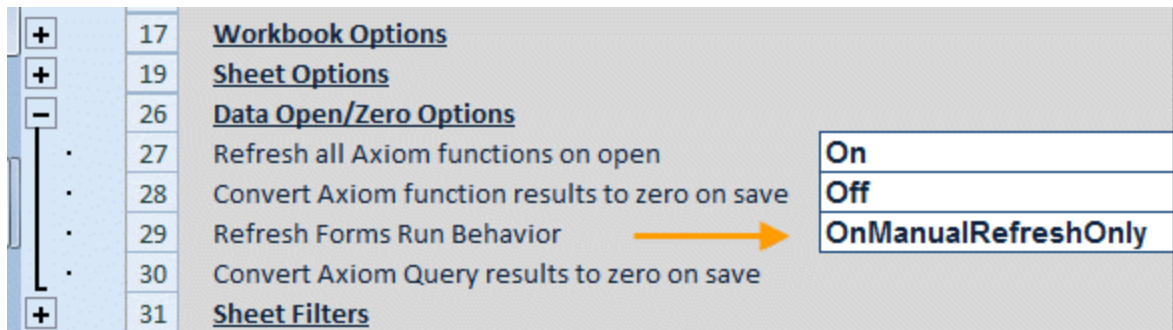 17 Workbook Options
19 Sheet Options
26 Data Open/Zero Options
27 Refresh all Axiom functions on open On
28 Convert Axiom function results to zero on save Off
29 Refresh Forms Run Behavior OnManualRefreshOnly
30 Convert Axiom Query results to zero on save
31 Sheet Filters